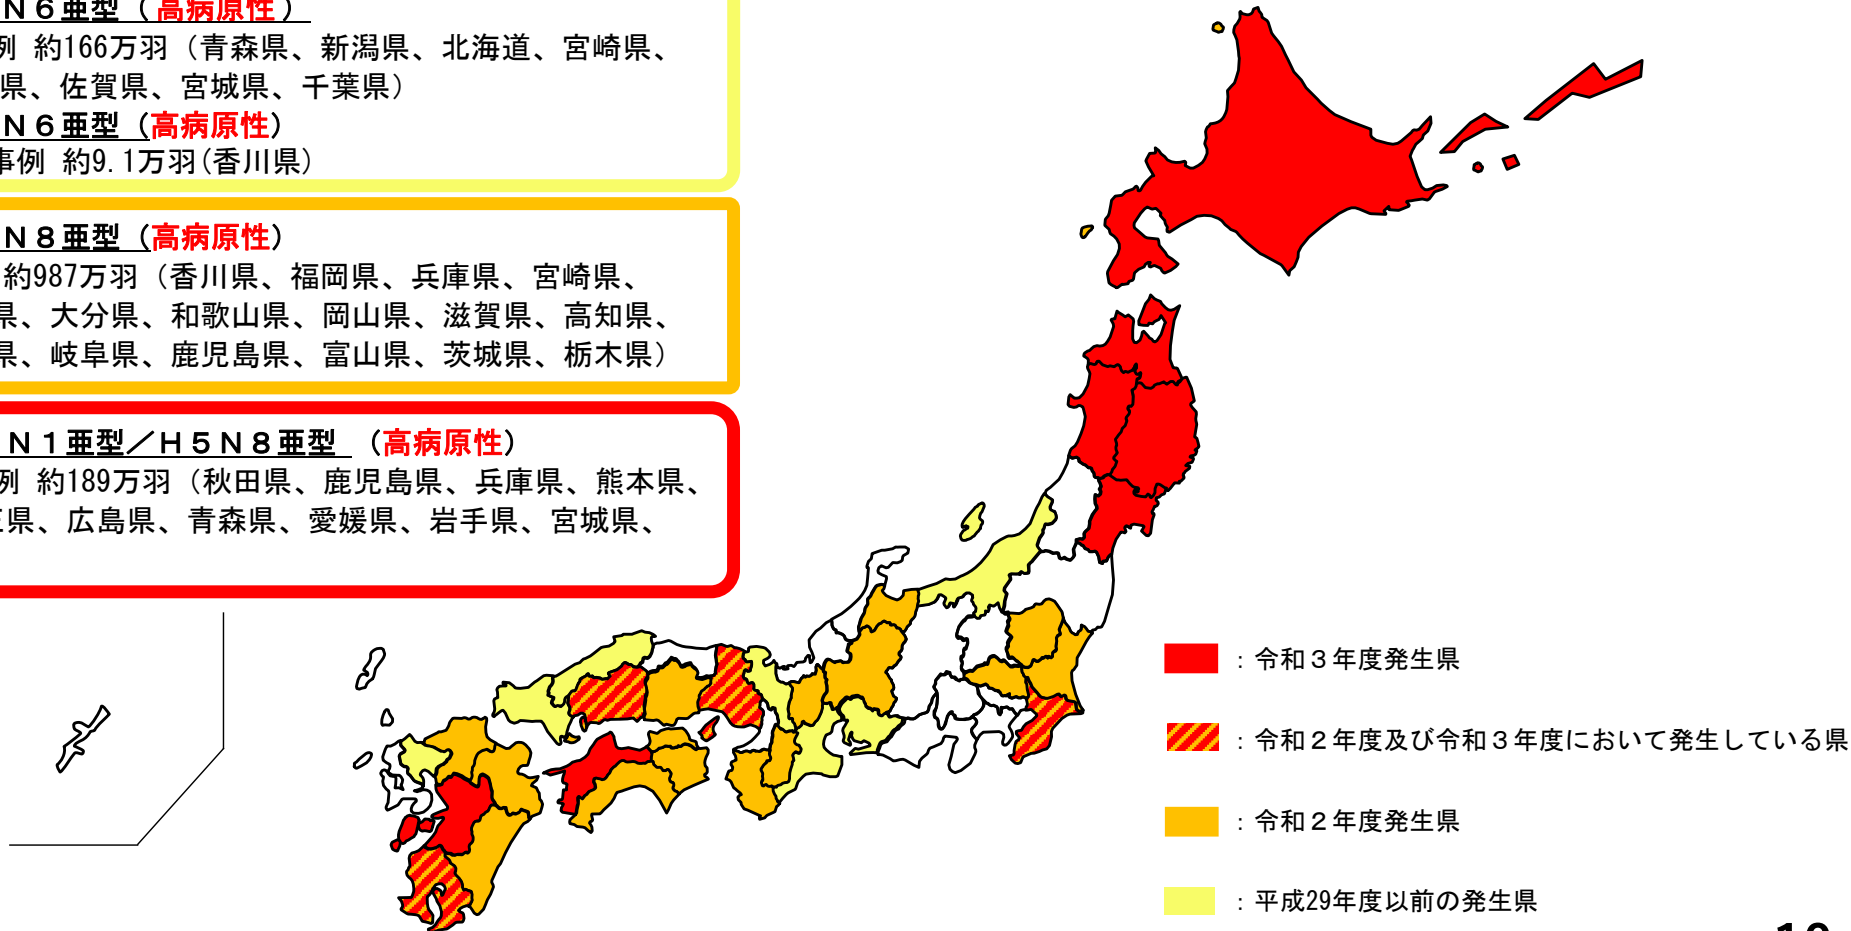 Ｎ６亜型（高病原性）
例 約166万羽（青森県、新潟県、北海道、宮崎県、
県、佐賀県、宮城県、千葉県）
Ｎ６亜型（高病原性）
事例 約9.1万羽(香川県)
Ｎ８亜型（高病原性）
約987万羽（香川県、福岡県、兵庫県、宮崎県、
県、大分県、和歌山県、岡山県、滋賀県、高知県、
県、岐阜県、鹿児島県、富山県、茨城県、栃木県）
Ｎ１亜型／Ｈ５Ｎ８亜型 （高病原性）
例 約189万羽（秋田県、鹿児島県、兵庫県、熊本県、
県、広島県、青森県、愛媛県、岩手県、宮城県、
：令和３年度発生県
：令和２年度及び令和３年度において発生している県
：令和２年度発生県
：平成29年度以前の発生県